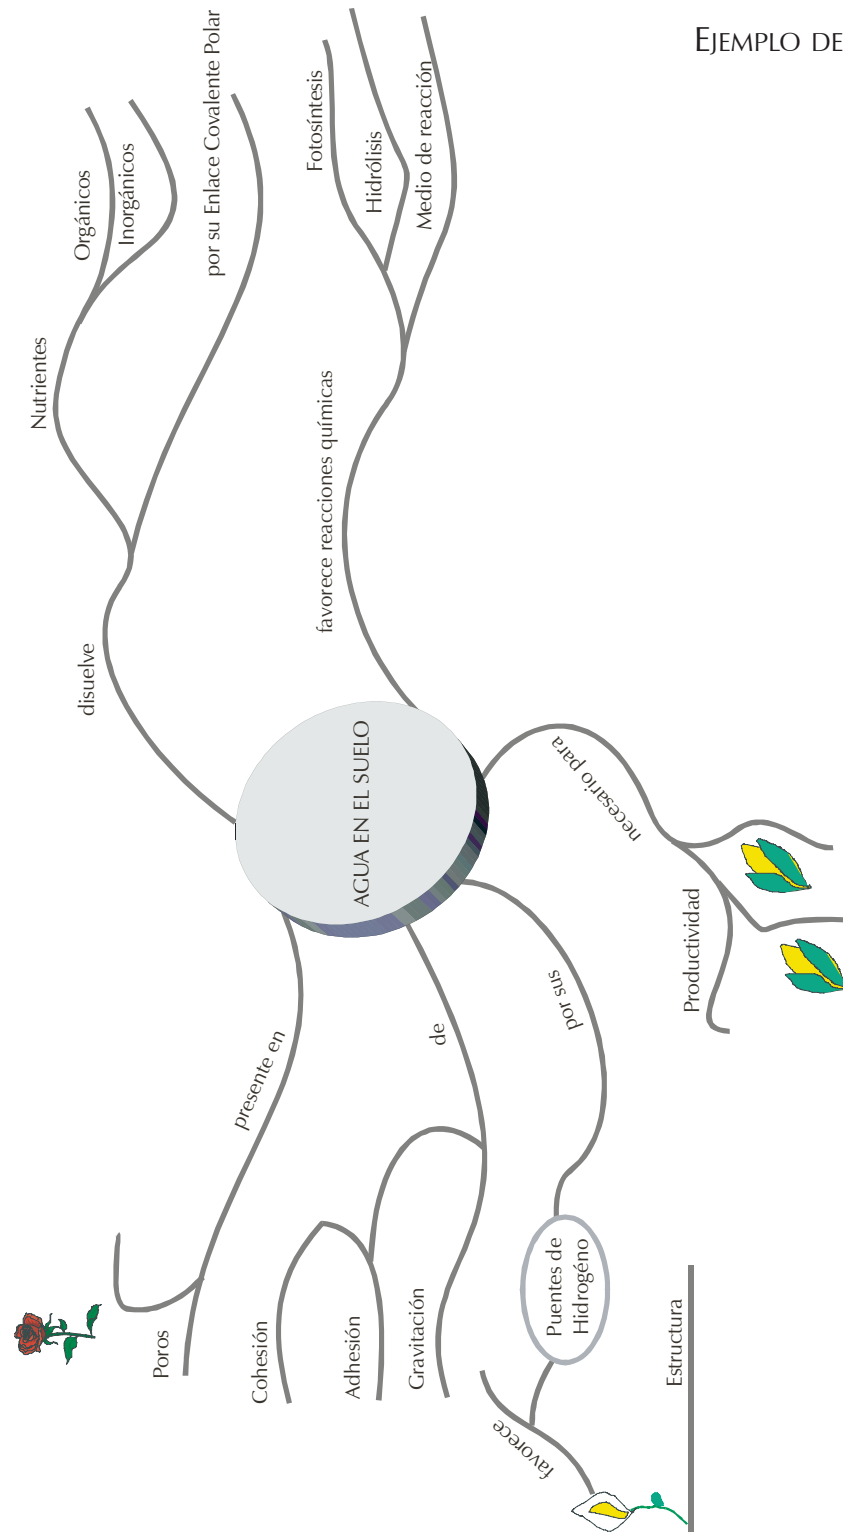 EJEMPLO DE
Orgánicos
Inorgánicos
por su Enlace Covalente Polar
Nutrientes
disuelve
Fotosíntesis
Hidrólisis
Medio de reacción
favorece reacciones químicas
AGUA EN EL SUELO
necesario para
Productividad
presente en
Poros
de
Cohesión
Adhesión
Gravitación
por sus
Puentes de
Hidrogéno
favorece
Estructura